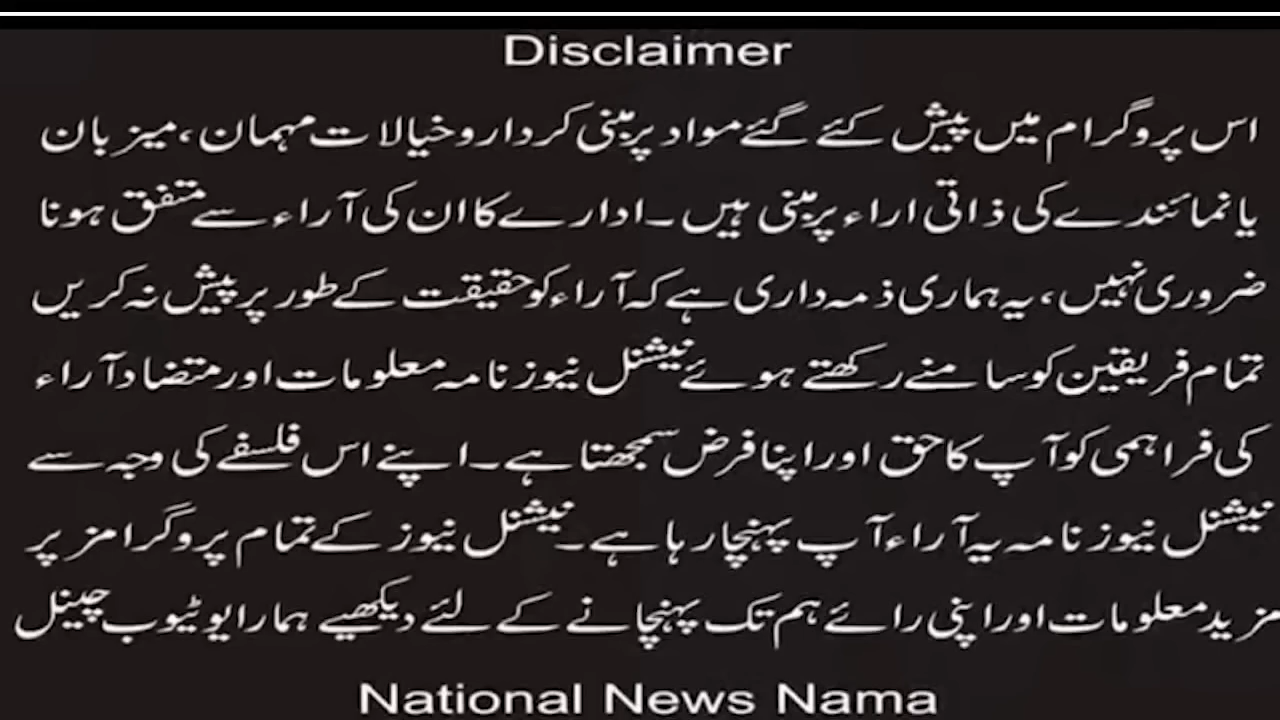 Disclaimer
اس پروگرام میں پیش کئے گئے مواد پر مبنی کردار و خیالات مہمان، میزبان
یا نمائندے کی ذاتی اراء پر مبنی ہیں۔ ادارے کا ان کی آراء سے متفق ہونا
ضروری نہیں، یہ ہماری ذمہ داری ہے کہ آراء کو حقیقت کے طور پر پیش نہ کریں
تمام فریقین کو سامنے رکھتے ہوئے نیشنل نیوز نامہ معلومات اور متضاد آراء
کی فراہمی کو آپ کا حق اور اپنا فرض سمجھتا ہے۔ اپنے اس فلسفے کی وجہ سے
نیشنل نیوز نامہ یہ آراء آپ پہنچا رہا ہے۔ نیشنل نیوز کے تمام پروگرامز پر
مزید معلومات اور اپنی رائے ہم تک پہنچانے کے لئے دیکھیے ہمارا یوٹیوب چینل
National News Nama